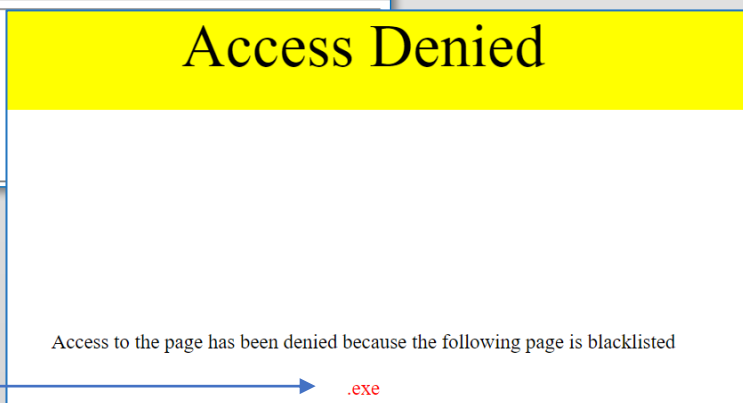 Access Denied
Access to the page has been denied because the following page is blacklisted
.exe